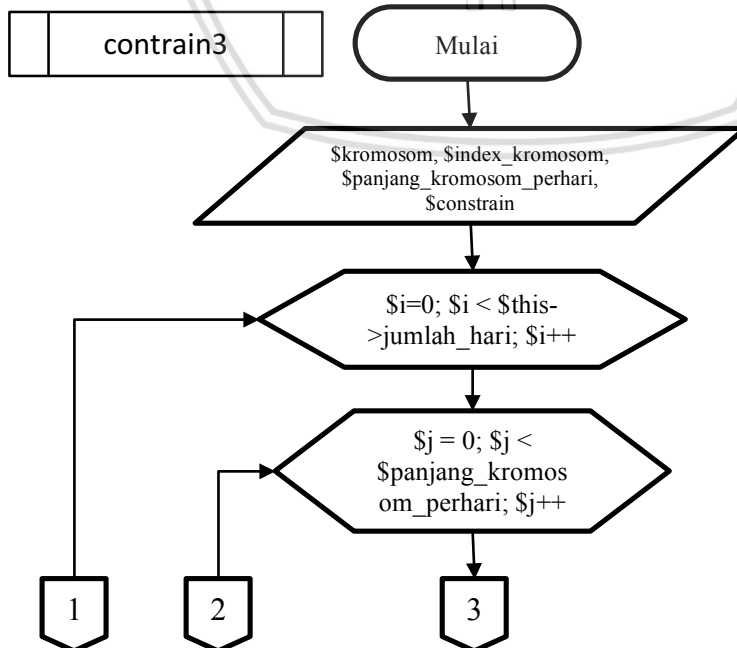 contrain3
Mulai
$kromosom, $index_kromosom,
$panjang_kromosom_perhari,
$constrain
$i=0; $i < $this-
>jumlah_hari; $i++
$j = 0; $j <
$panjang_kromos
om_perhari; $j++
1
2
3